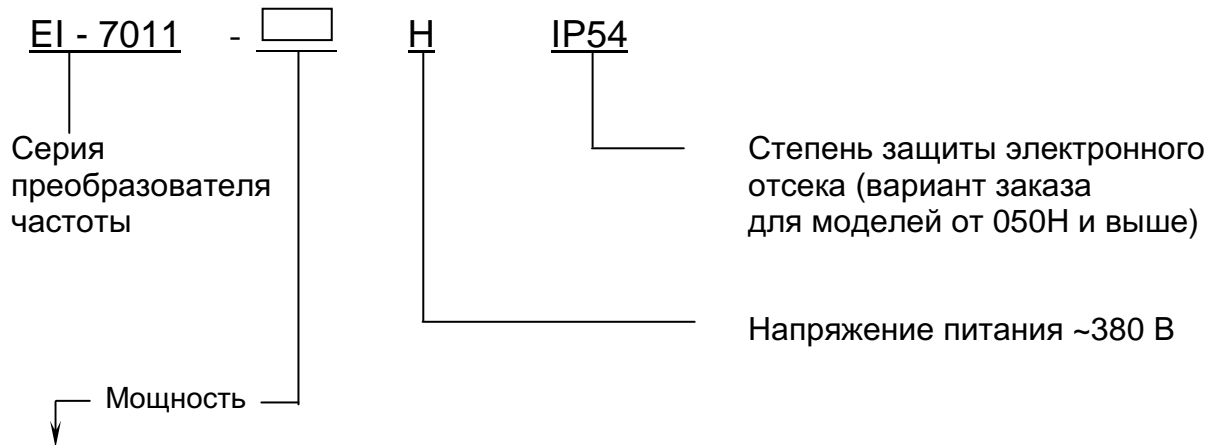 EI - 7011 - H IP54
Серия
преобразователя
частоты
Степень защиты электронного
отсека (вариант заказа
для моделей от 050Н и выше)
Напряжение питания ~380 В
Мощность